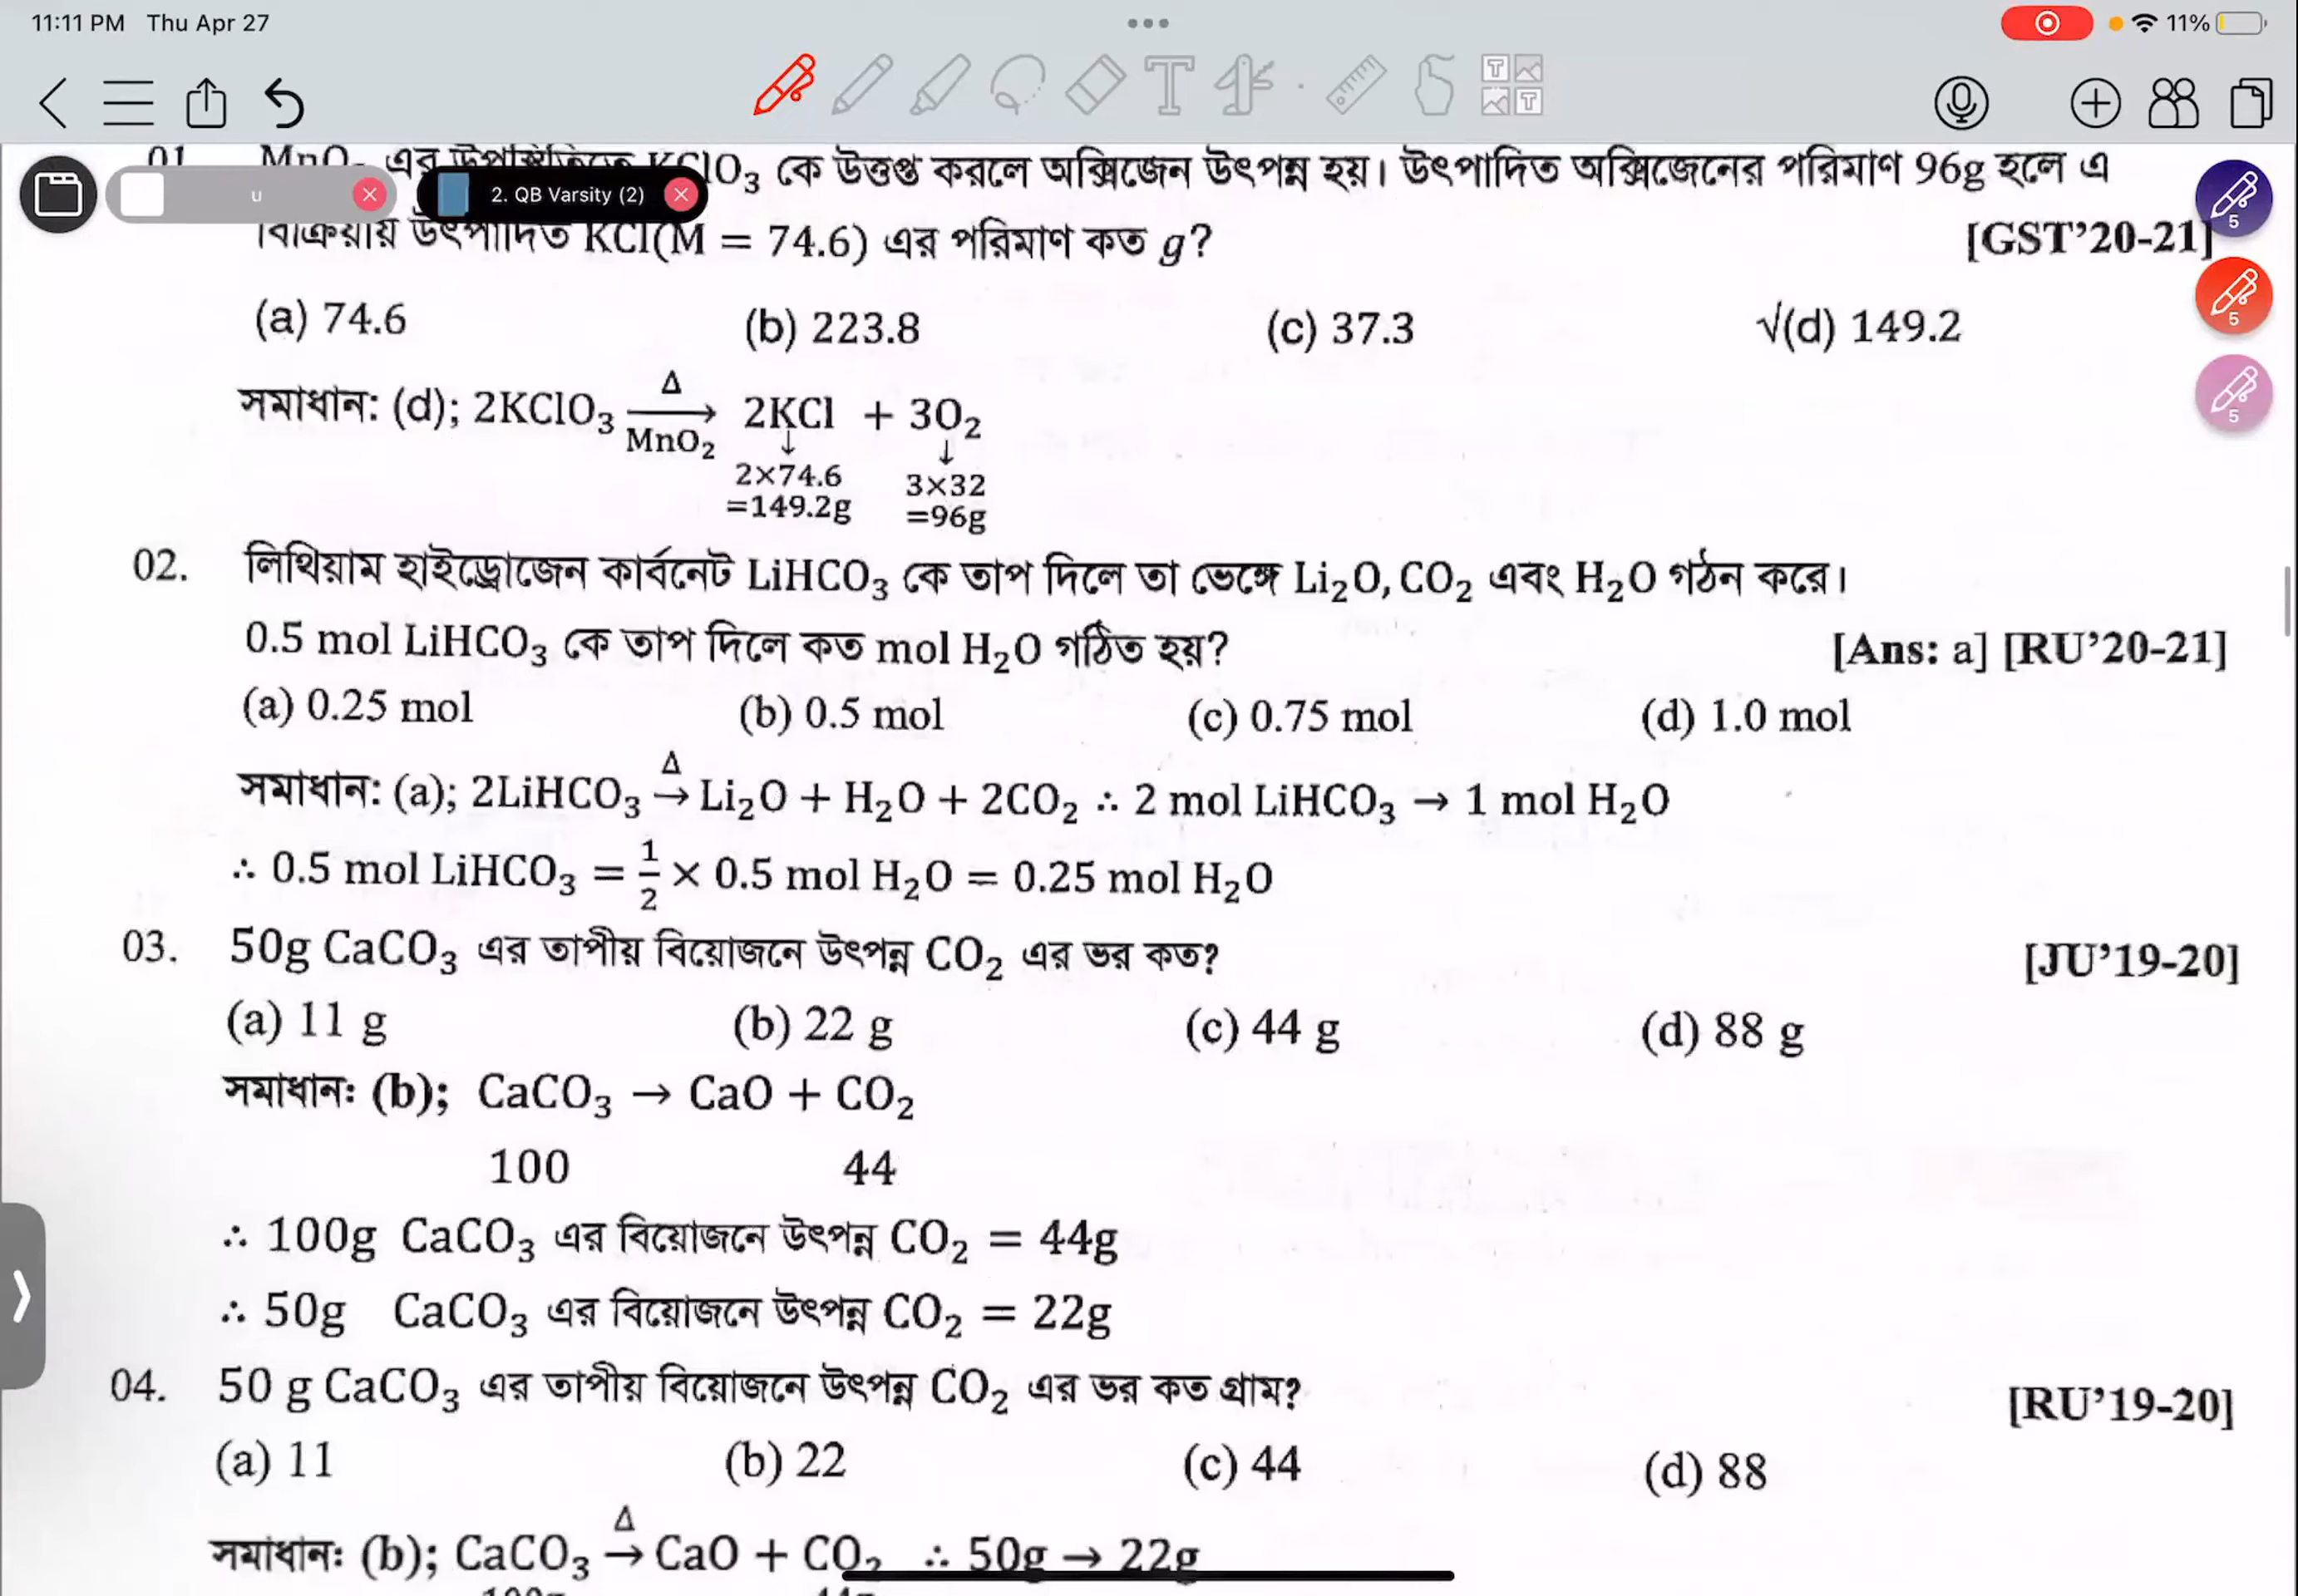 11:11 PM Thu Apr 27
11%
u
2. QB Varsity (2)
5
5
5
01 MnO₂ এর উপস্থিতিতে KClO₃ কে উত্তপ্ত করলে অক্সিজেন উৎপন্ন হয়। উৎপাদিত অক্সিজেনের পরিমাণ 96g হলে এ
বিক্রিয়ায় উৎপাদিত KCl(M = 74.6) এর পরিমাণ কত g? [GST’20-21]
(a) 74.6 (b) 223.8 (c) 37.3 √(d) 149.2
সমাধান: (d); 2KClO₃ Δ→MnO₂ 2KCl + 3O₂
↓ ↓
2×74.6 3×32
=149.2g =96g
02. লিথিয়াম হাইড্রোজেন কার্বনেট LiHCO₃ কে তাপ দিলে তা ভেঙ্গে Li₂O, CO₂ এবং H₂O গঠন করে।
0.5 mol LiHCO₃ কে তাপ দিলে কত mol H₂O গঠিত হয়? [Ans: a] [RU’20-21]
(a) 0.25 mol (b) 0.5 mol (c) 0.75 mol (d) 1.0 mol
সমাধান: (a); 2LiHCO₃ Δ→ Li₂O + H₂O + 2CO₂ ∴ 2 mol LiHCO₃ → 1 mol H₂O
∴ 0.5 mol LiHCO₃ = 1/2 × 0.5 mol H₂O = 0.25 mol H₂O
03. 50g CaCO₃ এর তাপীয় বিয়োজনে উৎপন্ন CO₂ এর ভর কত? [JU’19-20]
(a) 11 g (b) 22 g (c) 44 g (d) 88 g
সমাধানঃ (b); CaCO₃ → CaO + CO₂
100 44
∴ 100g CaCO₃ এর বিয়োজনে উৎপন্ন CO₂ = 44g
∴ 50g CaCO₃ এর বিয়োজনে উৎপন্ন CO₂ = 22g
04. 50 g CaCO₃ এর তাপীয় বিয়োজনে উৎপন্ন CO₂ এর ভর কত গ্রাম? [RU’19-20]
(a) 11 (b) 22 (c) 44 (d) 88
সমাধানঃ (b); CaCO₃ Δ→ CaO + CO₂ ∴ 50g → 22g